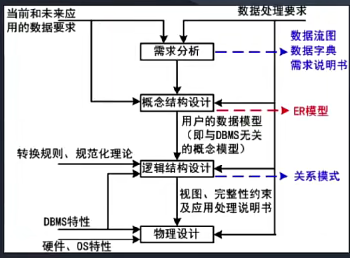 当前和未来应
用的数据要求
数据处理要求
需求分析
数据流图
数据字典
需求说明书
概念结构设计
ER模型
用户的数据模型
（即与DBMS无关
的概念模型）
转换规则、规范化理论
逻辑结构设计
关系模式
视图、完整性约束
及应用处理说明书
DBMS特性
硬件、OS特性
物理设计